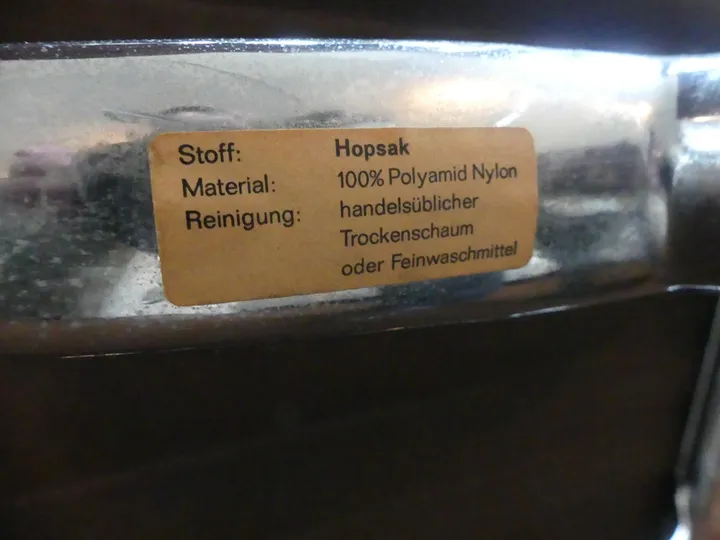 Stoff: Hopsak
Material: 100% Polyamid Nylon
Reinigung: handelsüblicher
Trockenschaum
oder Feinwaschmittel